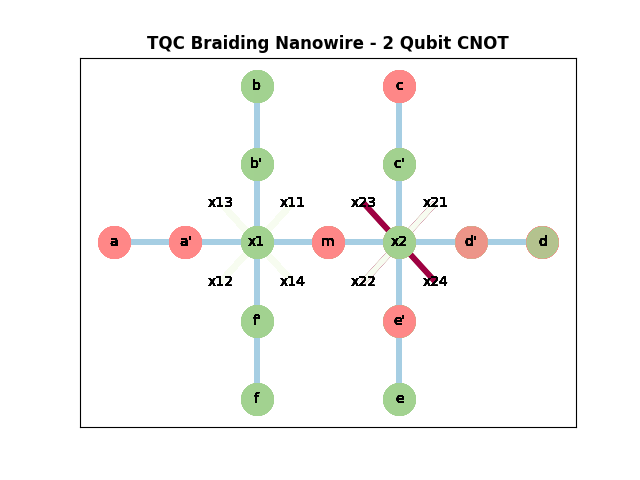 TQC Braiding Nanowire - 2 Qubit CNOT
b
c
b'
c'
x13
x11
x23
x21
a
a'
x1
m
x2
d'
d
x12
x14
x22
x24
f'
e'
f
e